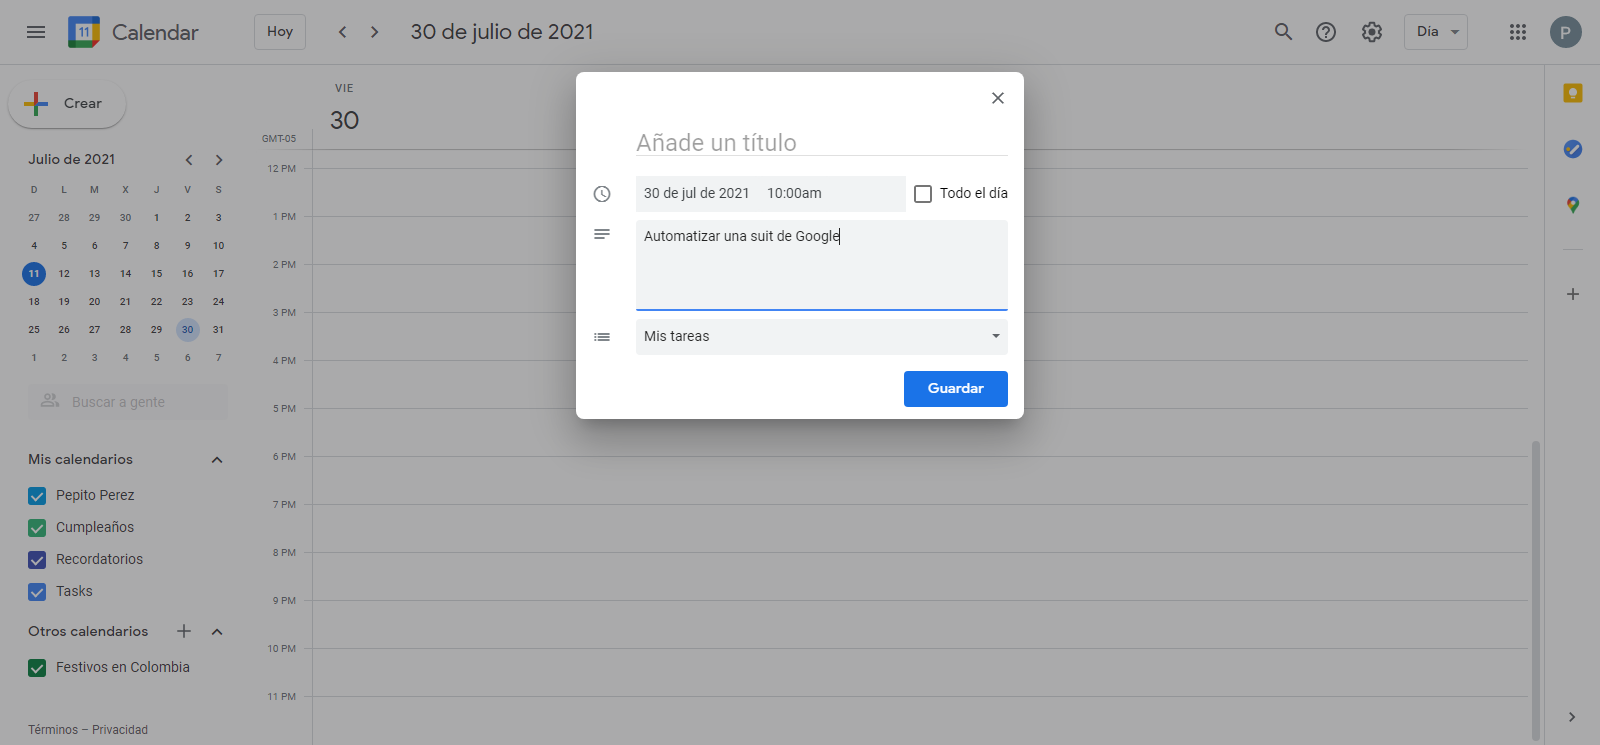 11 Calendar Hoy 30 de julio de 2021 Día P
Crear
VIE
30
GMT-05
Julio de 2021
D L M X J V S
27 28 29 30 1 2 3
4 5 6 7 8 9 10
11 12 13 14 15 16 17
18 19 20 21 22 23 24
25 26 27 28 29 30 31
1 2 3 4 5 6 7
Buscar a gente
Mis calendarios
Pepito Perez
Cumpleaños
Recordatorios
Tasks
Otros calendarios
Festivos en Colombia
Términos – Privacidad
12 PM
1 PM
2 PM
3 PM
4 PM
5 PM
6 PM
7 PM
8 PM
9 PM
10 PM
11 PM
Añade un título
30 de jul de 2021 10:00am Todo el día
Automatizar una suit de Google
Mis tareas
Guardar